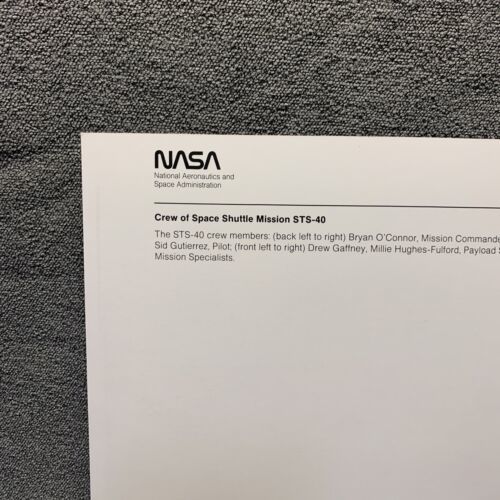 NASA
National Aeronautics and
Space Administration
Crew of Space Shuttle Mission STS-40
The STS-40 crew members: (back left to right) Bryan O'Connor, Mission Commande
Sid Gutierrez, Pilot; (front left to right) Drew Gaffney, Millie Hughes-Fulford, Payload S
Mission Specialists.